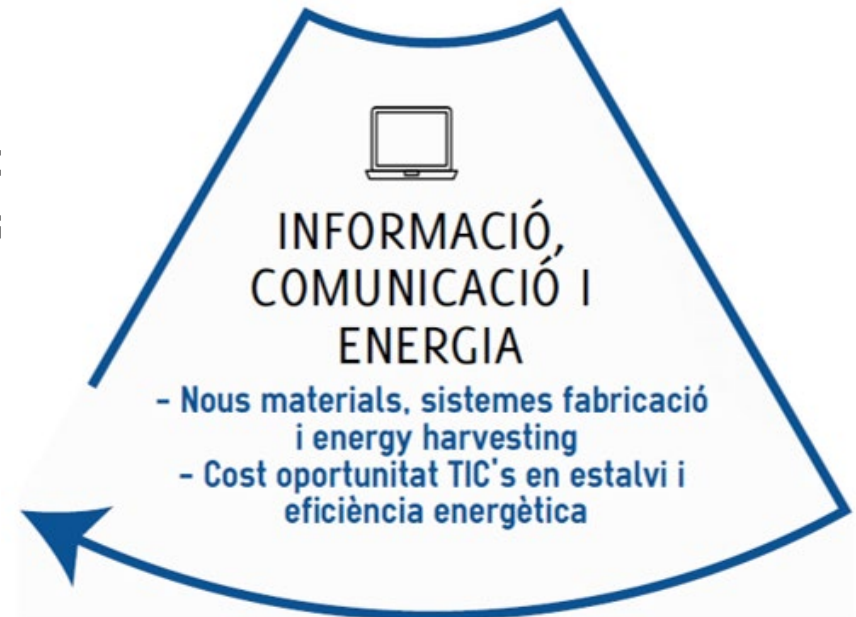 INFORMACIÓ,
COMUNICACIÓ I
ENERGIA
- Nous materials, sistemes fabricació
i energy harvesting
- Cost oportunitat TIC's en estalvi i
eficiència energètica